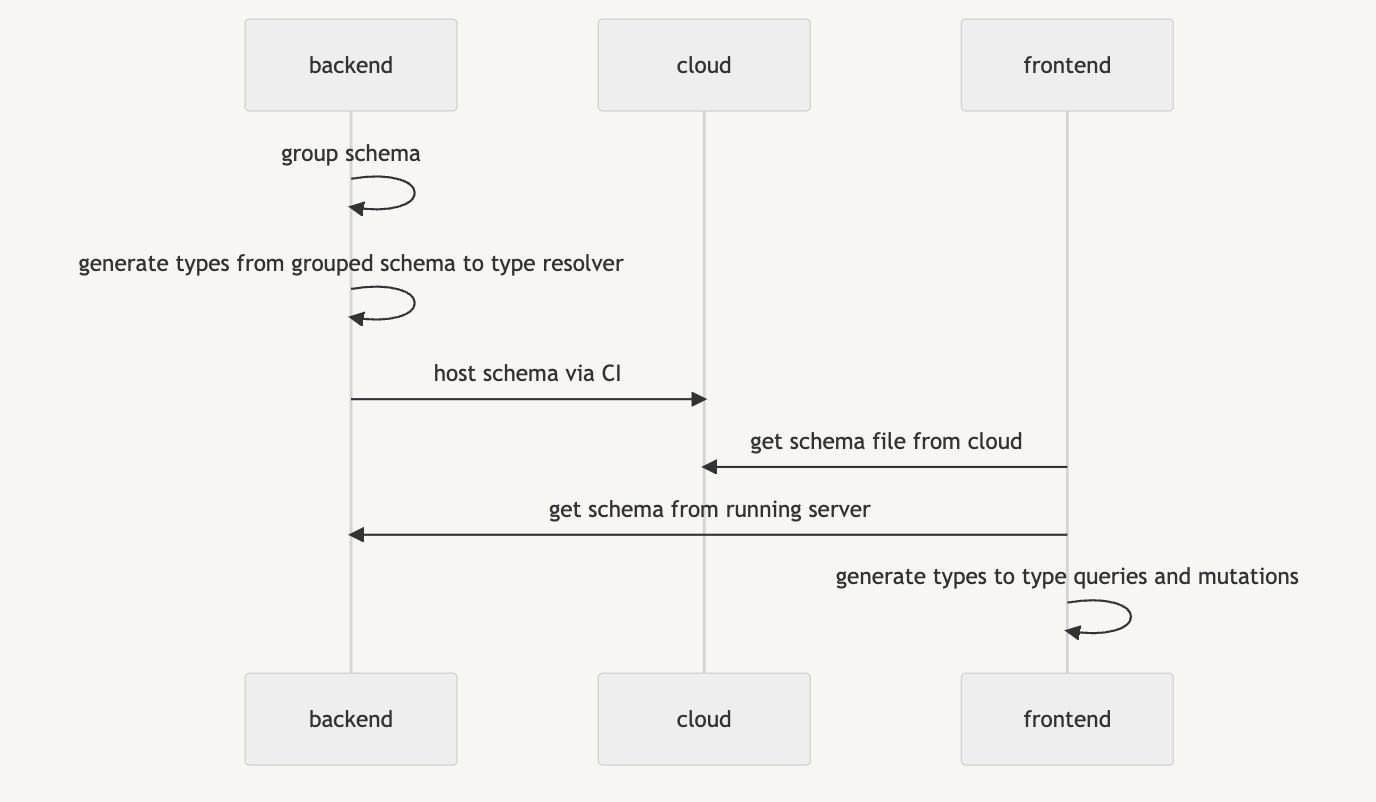 backend
cloud
frontend
group schema
generate types from grouped schema to type resolver
host schema via CI
get schema file from cloud
get schema from running server
generate types to type queries and mutations
backend
cloud
frontend